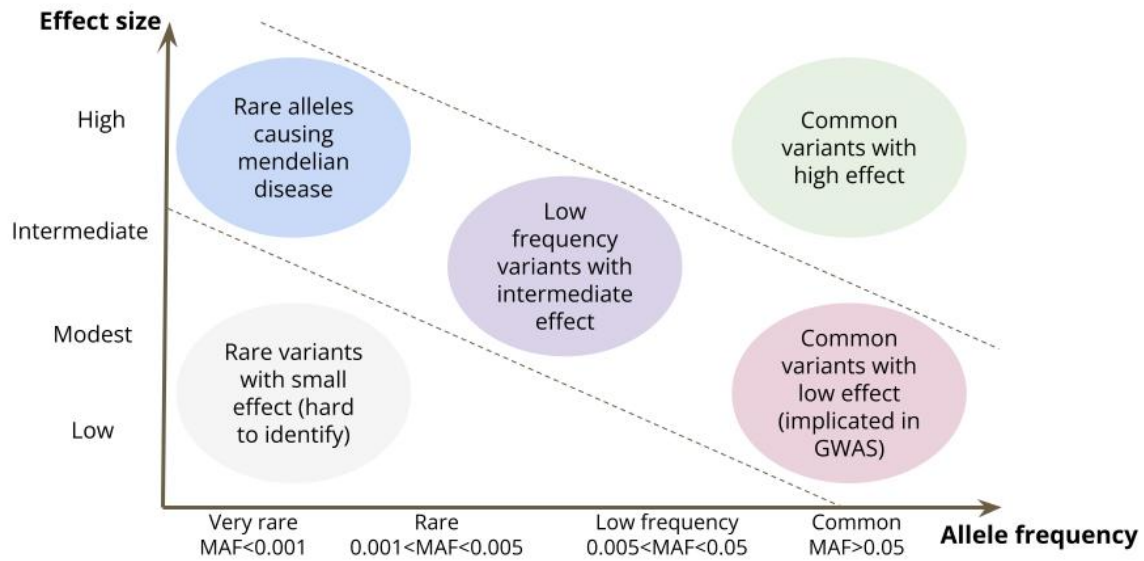 Effect size
High
Intermediate
Modest
Low
Rare alleles
causing
mendelian
disease
Common
variants with
high effect
Low
frequency
variants with
intermediate
effect
Rare variants
with small
effect (hard
to identify)
Common
variants with
low effect
(implicated in
GWAS)
Very rare
MAF<0.001
Rare
0.001<MAF<0.005
Low frequency
0.005<MAF<0.05
Common
MAF>0.05
Allele frequency